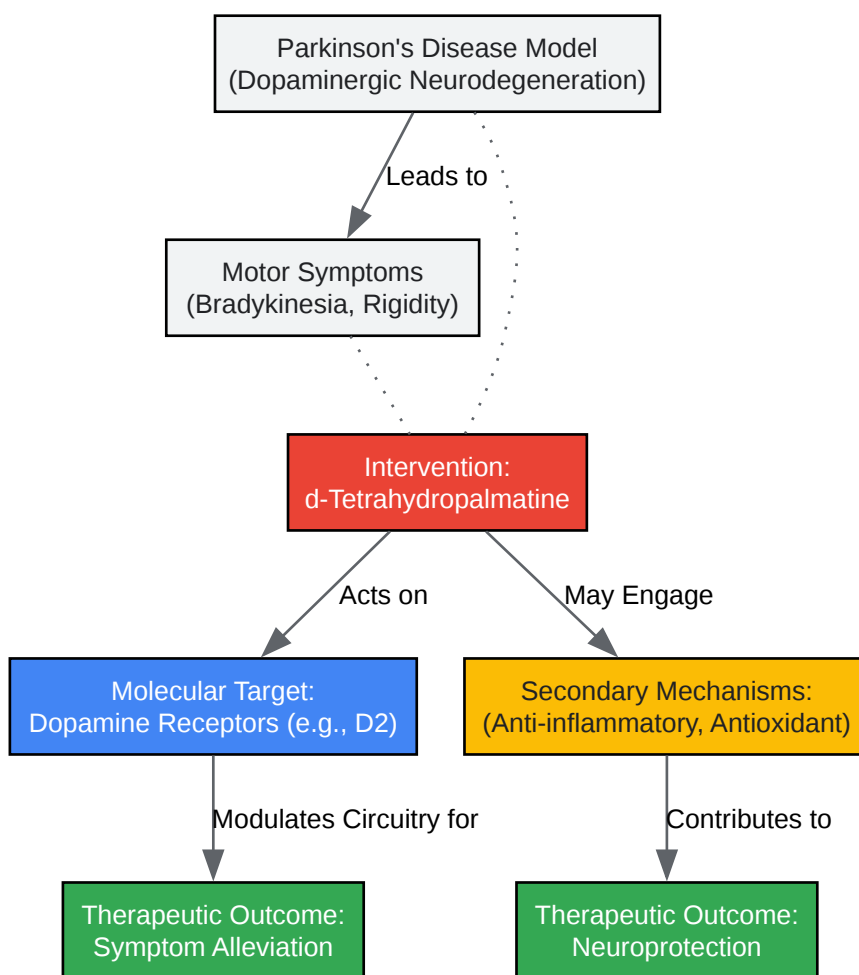 Parkinson's Disease Model
(Dopaminergic Neurodegeneration)
Leads to
Motor Symptoms
(Bradykinesia, Rigidity)
Intervention:
d-Tetrahydropalmatine
Acts on
May Engage
Molecular Target:
Dopamine Receptors (e.g., D2)
Secondary Mechanisms:
(Anti-inflammatory, Antioxidant)
Modulates Circuitry for
Contributes to
Therapeutic Outcome:
Symptom Alleviation
Therapeutic Outcome:
Neuroprotection